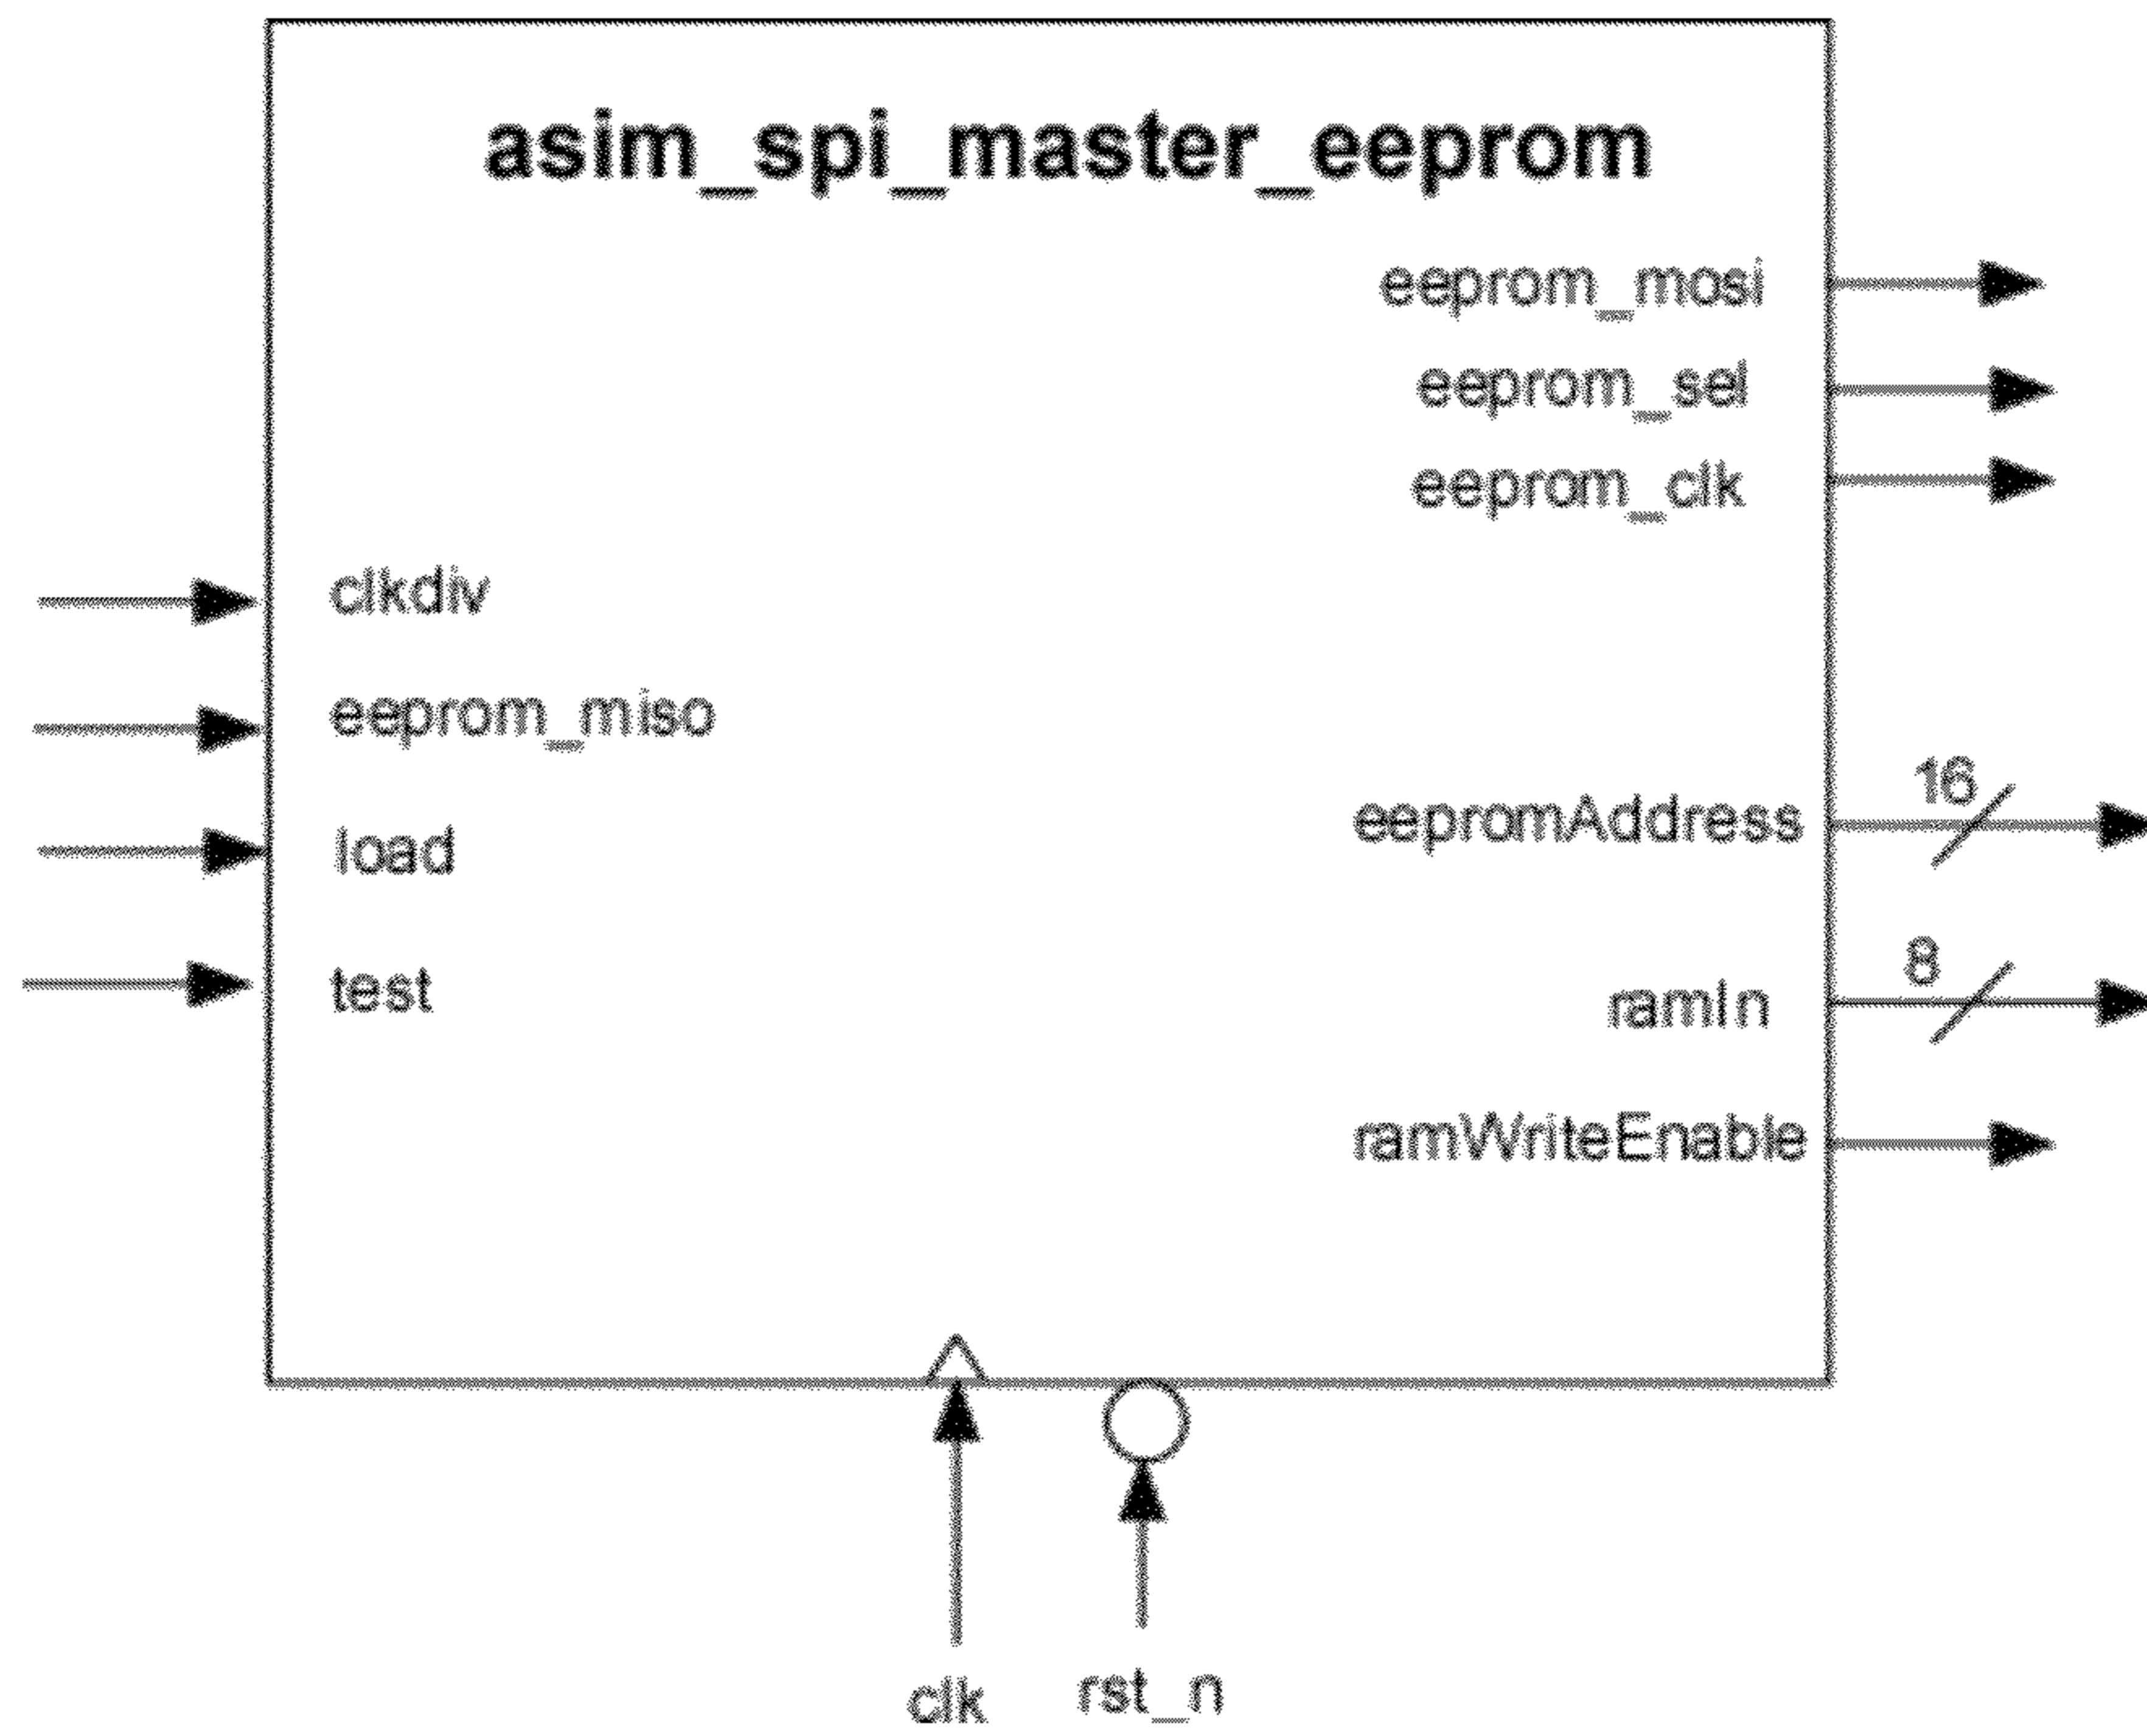 asim_spi_master_eeprom
eeprom_mosi
eeprom_sel
eeprom_clk
clkdiv
eeprom_miso
load
test
16
eepromAddress
8
ramIn
ramWriteEnable
clk
rst_n